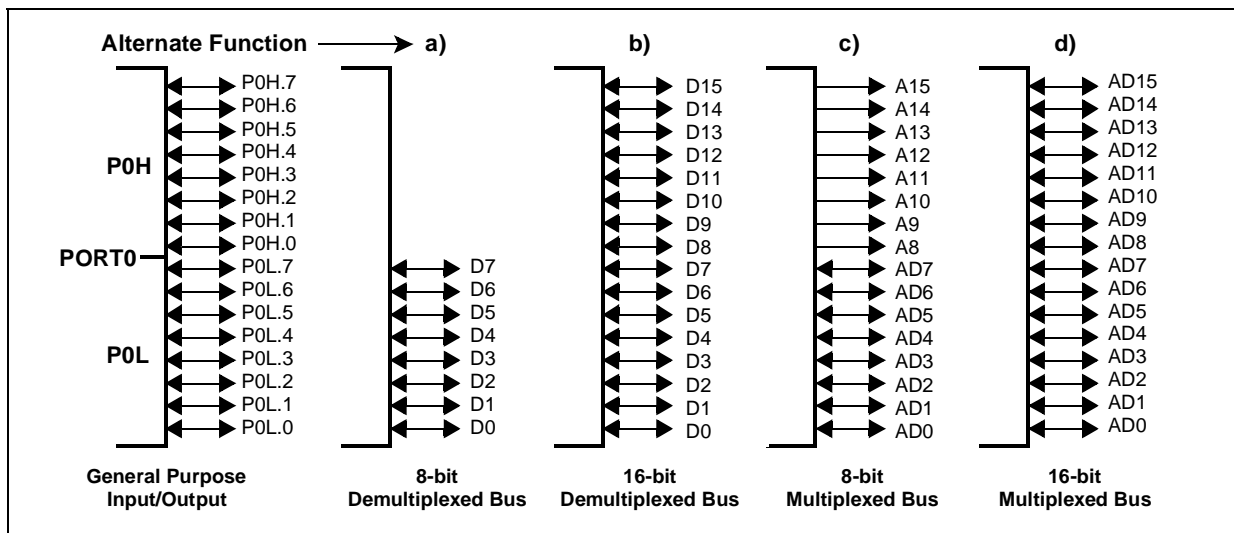 Alternate Function a) b) c) d)
P0H.7 D15 A15 AD15
P0H.6 D14 A14 AD14
P0H.5 D13 A13 AD13
P0H.4 D12 A12 AD12
P0H P0H.3 D11 A11 AD11
P0H.2 D10 A10 AD10
P0H.1 D9 A9 AD9
P0H.0 D8 A8 AD8
PORT0
P0L.7 D7 D7 AD7 AD7
P0L.6 D6 D6 AD6 AD6
P0L.5 D5 D5 AD5 AD5
P0L.4 D4 D4 AD4 AD4
P0L P0L.3 D3 D3 AD3 AD3
P0L.2 D2 D2 AD2 AD2
P0L.1 D1 D1 AD1 AD1
P0L.0 D0 D0 AD0 AD0
General Purpose 8-bit 16-bit 8-bit 16-bit
Input/Output Demultiplexed Bus Demultiplexed Bus Multiplexed Bus Multiplexed Bus